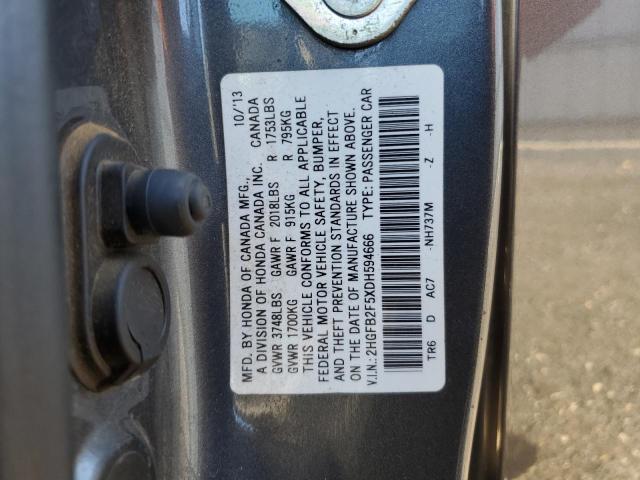 MFD. BY HONDA OF CANADA MFG., 10/'13
A DIVISION OF HONDA CANADA INC. CANADA
GVWR 3748LBS GAWR F 2018LBS R 1753LBS
GVWR 1700KG GAWR F 915KG R 795KG
THIS VEHICLE CONFORMS TO ALL APPLICABLE
FEDERAL MOTOR VEHICLE SAFETY, BUMPER,
AND THEFT PREVENTION STANDARDS IN EFFECT
ON THE DATE OF MANUFACTURE SHOWN ABOVE.
V.I.N.: 2HGFB2F5XDH594666 TYPE: PASSENGER CAR
TR6 D AC7 -NH737M -Z -H